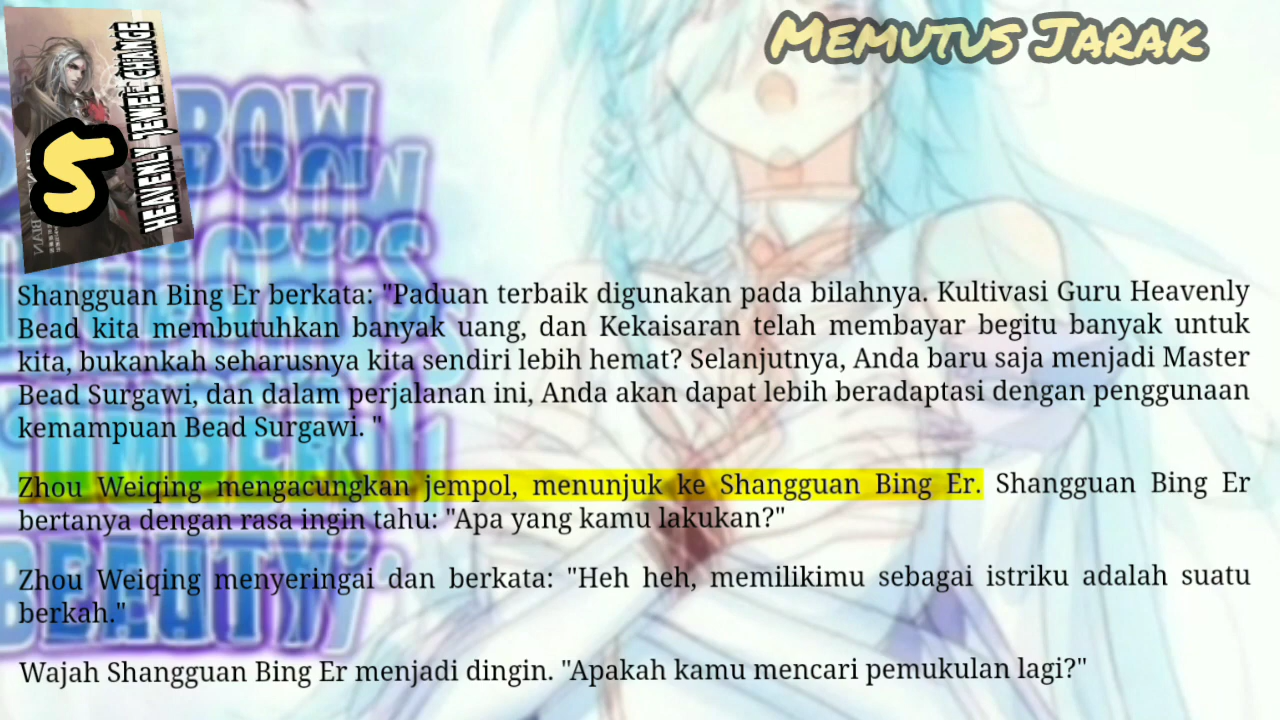 Memutus Jarak
HEAVENLY JEWEL CHANGE
5
BOW
BEAUTY
Shangguan Bing Er berkata: "Paduan terbaik digunakan pada bilahnya. Kultivasi Guru Heavenly
Bead kita membutuhkan banyak uang, dan Kekaisaran telah membayar begitu banyak untuk
kita, bukankah seharusnya kita sendiri lebih hemat? Selanjutnya, Anda baru saja menjadi Master
Bead Surgawi, dan dalam perjalanan ini, Anda akan dapat lebih beradaptasi dengan penggunaan
kemampuan Bead Surgawi. "
Zhou Weiqing mengacungkan jempol, menunjuk ke Shangguan Bing Er. Shangguan Bing Er
bertanya dengan rasa ingin tahu: "Apa yang kamu lakukan?"
Zhou Weiqing menyeringai dan berkata: "Heh heh, memilikimu sebagai istriku adalah suatu
berkah."
Wajah Shangguan Bing Er menjadi dingin. "Apakah kamu mencari pemukulan lagi?"